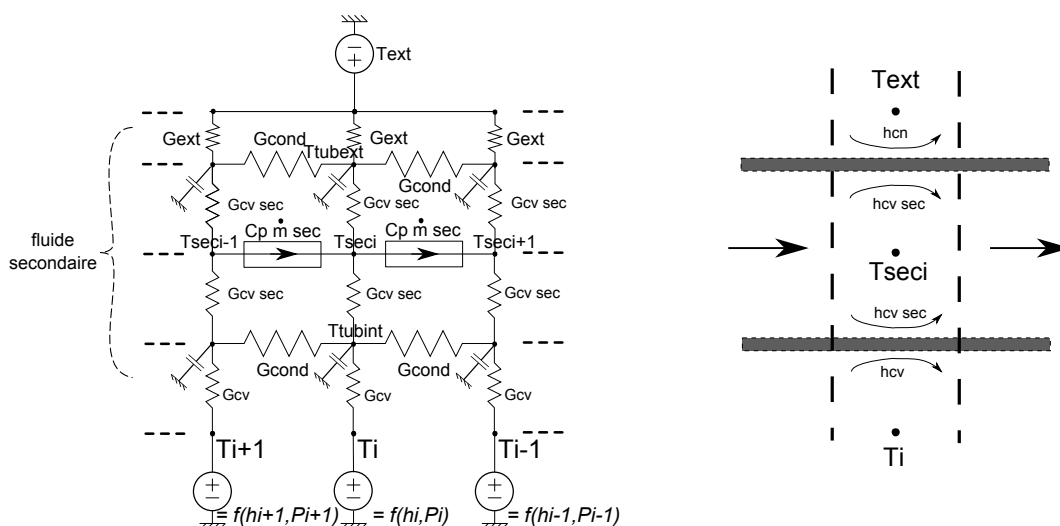 Text
Gext
Gcond
Ttubext
Gext
Gext
Gcond
Gcv sec
Gcv sec
Gcv sec
fluide
secondaire
Tseci-1
Cp ṁ sec
Tseci
Cp ṁ sec
Tseci+1
Gcv sec
Gcv sec
Gcv sec
Ttubint
Gcond
Gcond
Gcv
Gcv
Gcv
Ti+1
Ti
Ti-1
= f(hi+1,Pi+1)
= f(hi,Pi)
= f(hi-1,Pi-1)
Text
hcn
hcv sec
Tseci
hcv sec
hcv
Ti